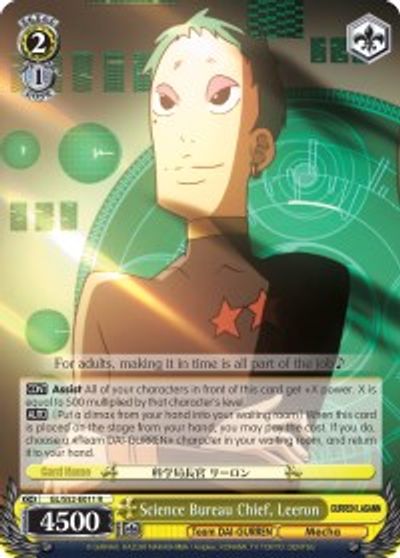 2
1
For adults, making it in time is all part of the job♪
CONT Assist All of your characters in front of this card get +X power. X is
equal to 500 multiplied by that character's level.
AUTO [Put a climax from your hand into your waiting room] When this card
is placed on the stage from your hand, you may pay the cost. If you do,
choose a «Team DAI-GURREN» character in your waiting room, and
return it to your hand.
Card Name
科学局長官 リーロン
Science Bureau Chief, Leeron
GURREN LAGANN
4500
Team DAI-GURREN
Mecha